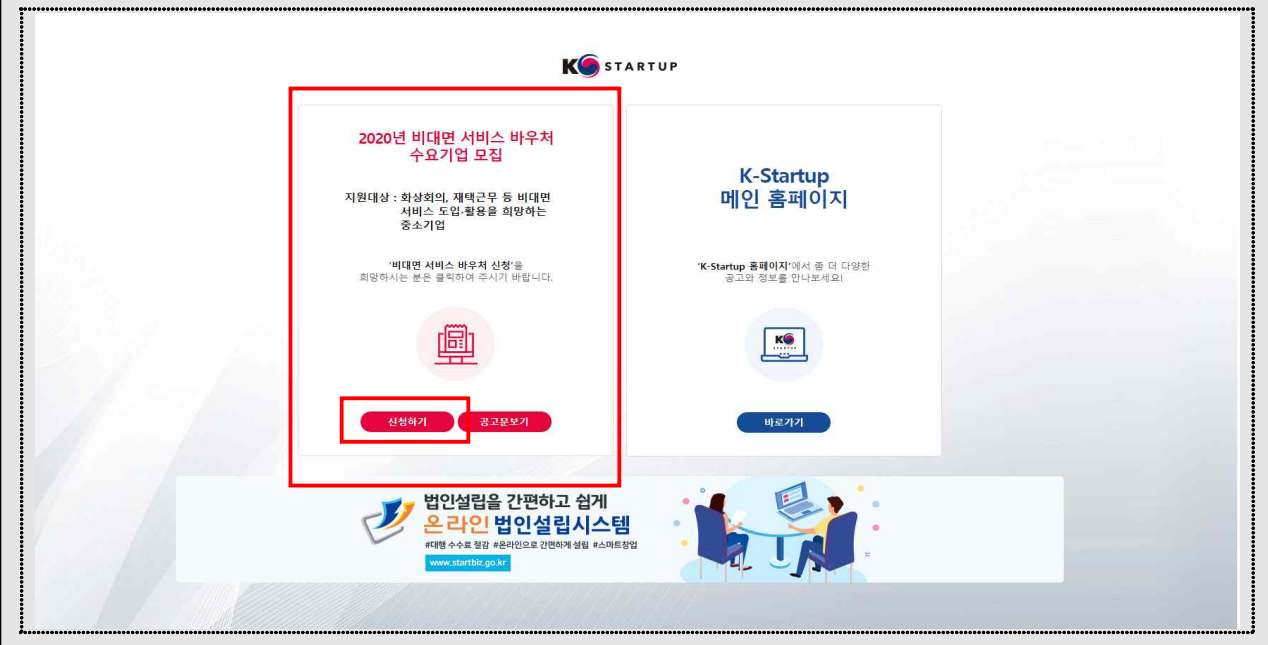 K STARTUP
2020년 비대면 서비스 바우처
수요기업 모집
지원대상 : 화상회의, 재택근무 등 비대면
서비스 도입·활용을 희망하는
중소기업
'비대면 서비스 바우처 신청'을
희망하시는 분은 클릭하여 주시기 바랍니다.
신청하기
공고문보기
K-Startup
메인 홈페이지
'K-Startup 홈페이지'에서 좀 더 다양한
공고와 정보를 만나보세요!
K
STARTUP
바로가기
법인설립을 간편하고 쉽게
온라인 법인설립시스템
#대행 수수료 절감 #온라인으로 간편하게 설립 #스마트창업
www.startbiz.go.kr